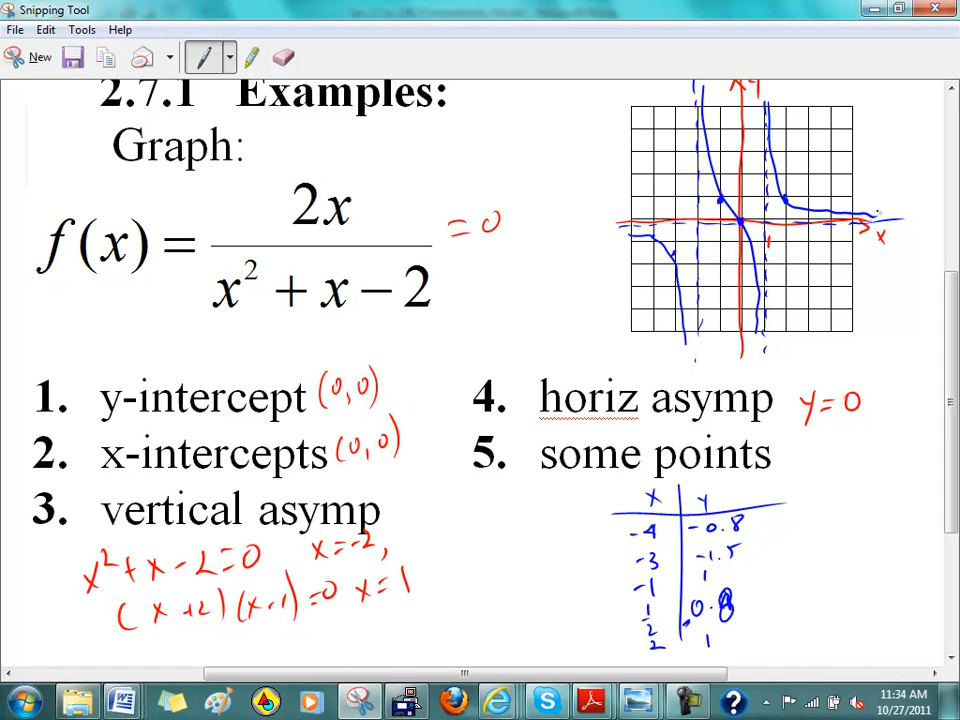 Snipping Tool
File Edit Tools Help
New
2.7.1 Examples:
Graph:
f(x) = 2x / (x² + x − 2) = 0
y
x
1
1. y-intercept (0,0)
2. x-intercepts (0,0)
3. vertical asymp
x² + x - 2 = 0 x = -2,
(x+2)(x-1) = 0 x = 1
4. horiz asymp y = 0
5. some points
x y
-4 -0.8
-3 -1.5
-1 1
1/2
2 1
11:34 AM
10/27/2011